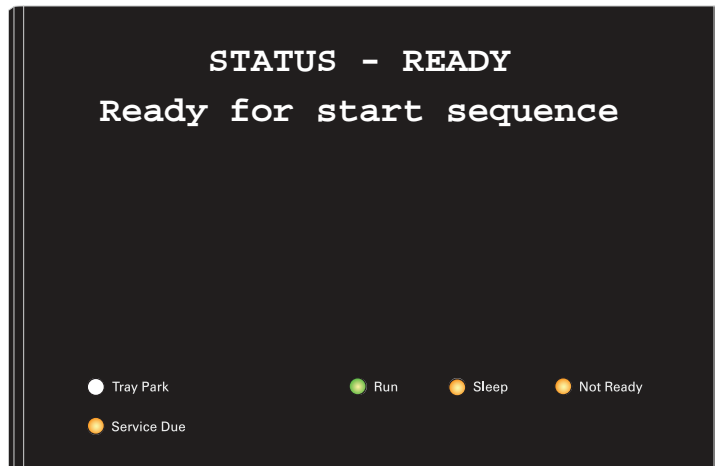 STATUS - READY
Ready for start sequence
Tray Park Run Sleep Not Ready
Service Due